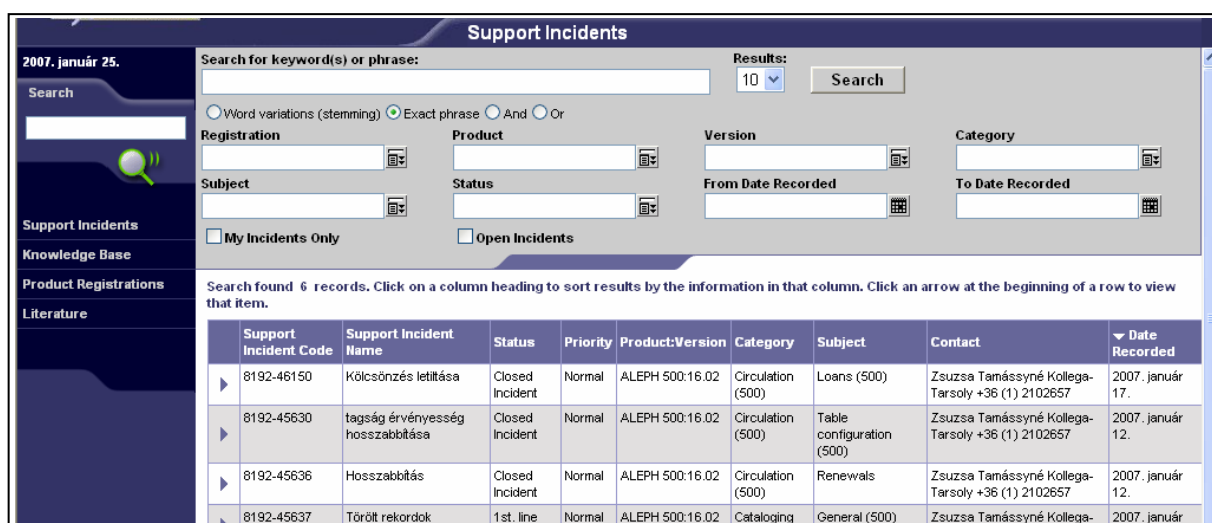 Support Incidents
2007. január 25.
Search
Support Incidents
Knowledge Base
Product Registrations
Literature
Search for keyword(s) or phrase:
Results:
10
Search
Word variations (stemming) Exact phrase And Or
Registration Product Version Category
Subject Status From Date Recorded To Date Recorded
My Incidents Only Open Incidents
Search found 6 records. Click on a column heading to sort results by the information in that column. Click an arrow at the beginning of a row to view
that item.
Support Incident Code Support Incident Name Status Priority Product:Version Category Subject Contact Date Recorded
8192-46150 Kölcsönzés letiltása Closed Incident Normal ALEPH 500:16.02 Circulation (500) Loans (500) Zsuzsa Tamássyné Kollega-Tarsoly +36 (1) 2102657 2007. január 17.
8192-45630 tagság érvényesség hosszabbítása Closed Incident Normal ALEPH 500:16.02 Circulation (500) Table configuration (500) Zsuzsa Tamássyné Kollega-Tarsoly +36 (1) 2102657 2007. január 12.
8192-45636 Hosszabbítás Closed Incident Normal ALEPH 500:16.02 Circulation (500) Renewals Zsuzsa Tamássyné Kollega-Tarsoly +36 (1) 2102657 2007. január 12.
8192-45637 Törölt rekordok 1st. line Normal ALEPH 500:16.02 Cataloging General (500) Zsuzsa Tamássyné Kollega- 2007. január